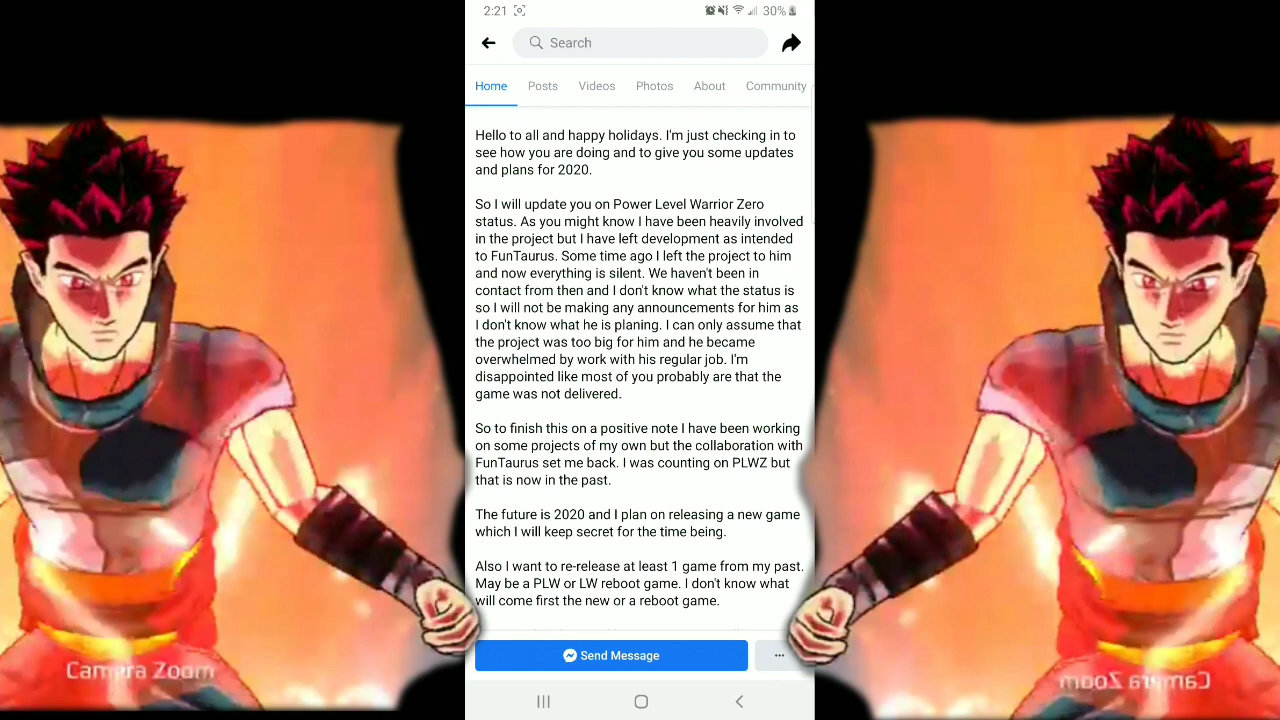 2:21
30%
Search
Home Posts Videos Photos About Community
Hello to all and happy holidays. I'm just checking in to
see how you are doing and to give you some updates
and plans for 2020.
So I will update you on Power Level Warrior Zero
status. As you might know I have been heavily involved
in the project but I have left development as intended
to FunTaurus. Some time ago I left the project to him
and now everything is silent. We haven't been in
contact from then and I don't know what the status is
so I will not be making any announcements for him as
I don't know what he is planing. I can only assume that
the project was too big for him and he became
overwhelmed by work with his regular job. I'm
disappointed like most of you probably are that the
game was not delivered.
So to finish this on a positive note I have been working
on some projects of my own but the collaboration with
FunTaurus set me back. I was counting on PLWZ but
that is now in the past.
The future is 2020 and I plan on releasing a new game
which I will keep secret for the time being.
Also I want to re-release at least 1 game from my past.
May be a PLW or LW reboot game. I don't know what
will come first the new or a reboot game.
Send Message
Camera Zoom
Camera Zoom